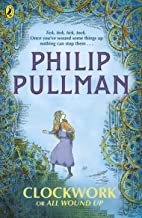 Tick, tick, tick, tock.
Once you've wound some things up
nothing can stop them . . .
PHILIP
PULLMAN
CLOCKWORK
OR ALL WOUND UP